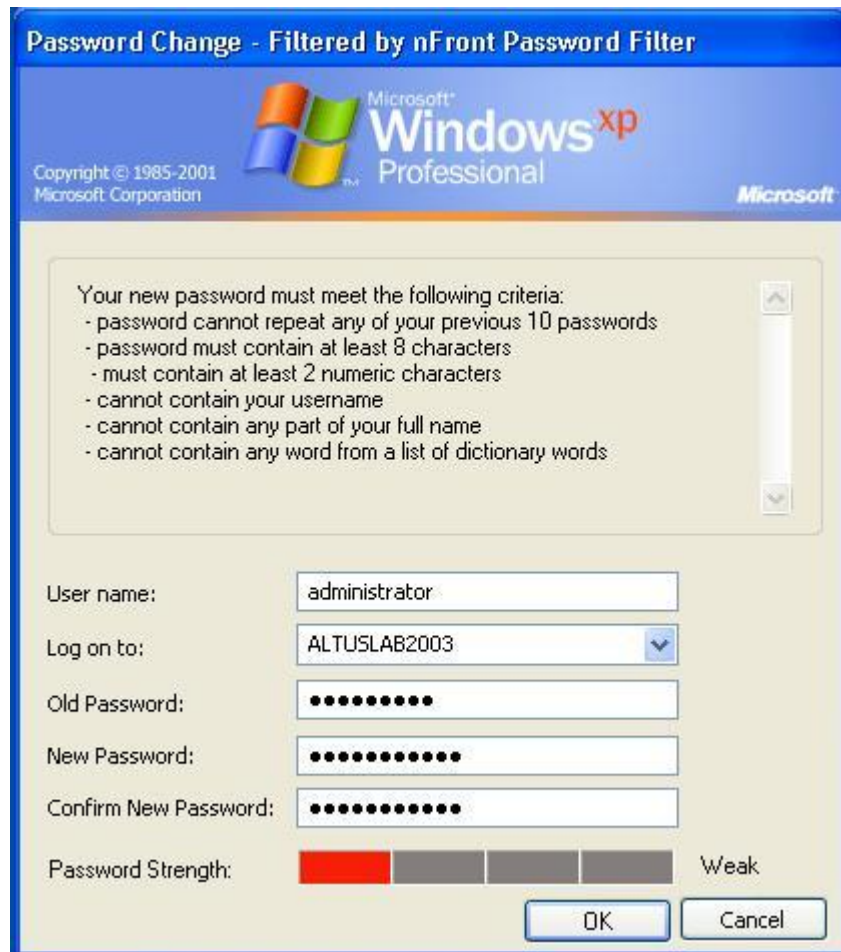 Password Change - Filtered by nFront Password Filter
Microsoft®
Windows xp
Professional
Copyright © 1985-2001
Microsoft Corporation
Microsoft
Your new password must meet the following criteria:
- password cannot repeat any of your previous 10 passwords
- password must contain at least 8 characters
- must contain at least 2 numeric characters
- cannot contain your username
- cannot contain any part of your full name
- cannot contain any word from a list of dictionary words
User name: administrator
Log on to: ALTUSLAB2003
Old Password: ●●●●●●●●●
New Password: ●●●●●●●●●●●
Confirm New Password: ●●●●●●●●●●●
Password Strength: Weak
OK Cancel